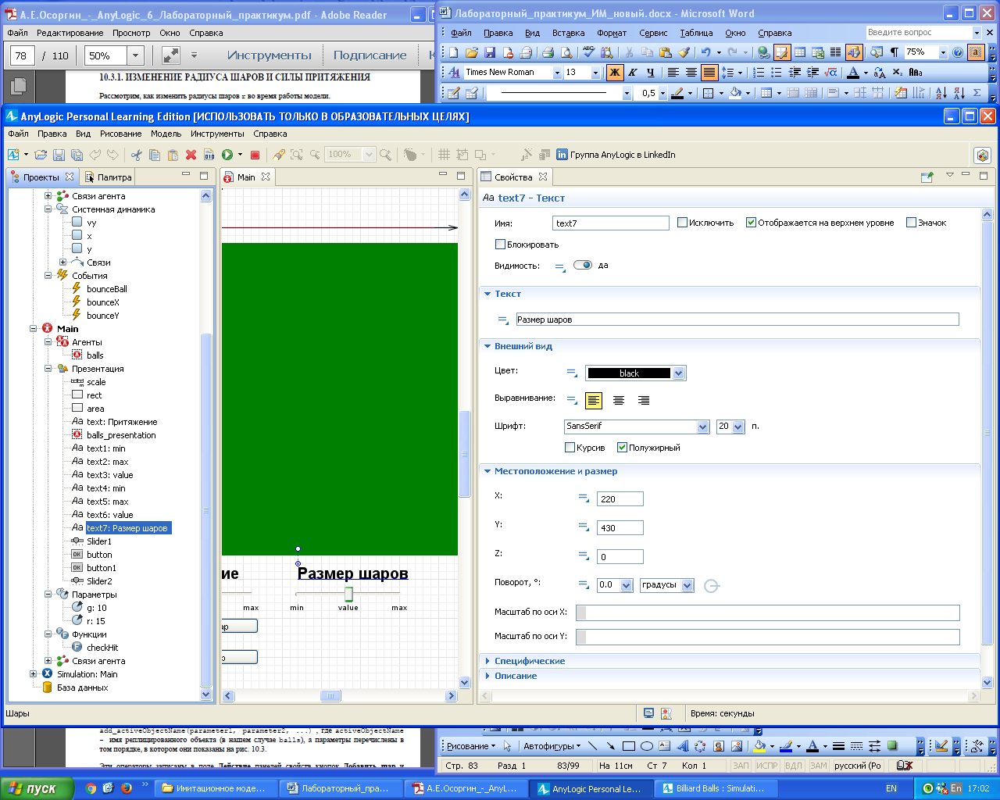 А.Е.Осоргин_-_AnyLogic_6_Лабораторный_практикум.pdf - Adobe Reader
Файл Редактирование Просмотр Окно Справка
78 / 110 50% Инструменты Подписание
10.3.1. ИЗМЕНЕНИЕ РАДИУСА ШАРОВ И СИЛЫ ПРИТЯЖЕНИЯ
Рассмотрим, как изменить радиусы шаров r во время работы модели.
Лабораторный_практикум_ИМ_новый.docx - Microsoft Word
Файл Правка Вид Вставка Формат Сервис Таблица Окно Справка Введите вопрос
75%
Times New Roman 13 Ж К Ч
0,5
AnyLogic Personal Learning Edition [ИСПОЛЬЗОВАТЬ ТОЛЬКО В ОБРАЗОВАТЕЛЬНЫХ ЦЕЛЯХ]
Файл Правка Вид Рисование Модель Инструменты Справка
100% Группа AnyLogic в LinkedIn
Проекты Палитра
Связи агента
Системная динамика
vy
x
y
Связи
События
bounceBall
bounceX
bounceY
Main
Агенты
balls
Презентация
scale
rect
area
text: Притяжение
balls_presentation
text1: min
text2: max
text3: value
text4: min
text5: max
text6: value
text7: Размер шаров
Slider1
button
button1
Slider2
Параметры
g: 10
r: 15
Функции
checkHit
Связи агента
Simulation: Main
База данных
Main
ие Размер шаров
max min value max
ар
р
Свойства
text7 - Текст
Имя: text7 Исключить Отображается на верхнем уровне Значок
Блокировать
Видимость: да
Текст
Размер шаров
Внешний вид
Цвет: black
Выравнивание:
Шрифт: SansSerif 20 п.
Курсив Полужирный
Местоположение и размер
X: 220
Y: 430
Z: 0
Поворот, °: 0.0 градусы
Масштаб по оси X:
Масштаб по оси Y:
Специфические
Описание
Шары
Время: секунды
add_activeObjectName(parameter1, parameter2, ...) , где activeObjectName
– имя реплицированного объекта (в нашем случае balls), а параметры перечислены в
том порядке, в котором они показаны на рис. 10.3.
Эти операторы записаны в поле Действие панелей свойств кнопок Добавить шар и
Рисование Автофигуры
Стр. 83 Разд 1 83/99 На 11см Ст 7 Кол 1 ЗАП ИСПР ВДЛ ЗАМ русский (Ро
пуск
Имитационное моде...
Лабораторный_пра...
А.Е.Осоргин_-_AnyL...
AnyLogic Personal Le...
Billiard Balls : Simulati...
EN
En
17:02